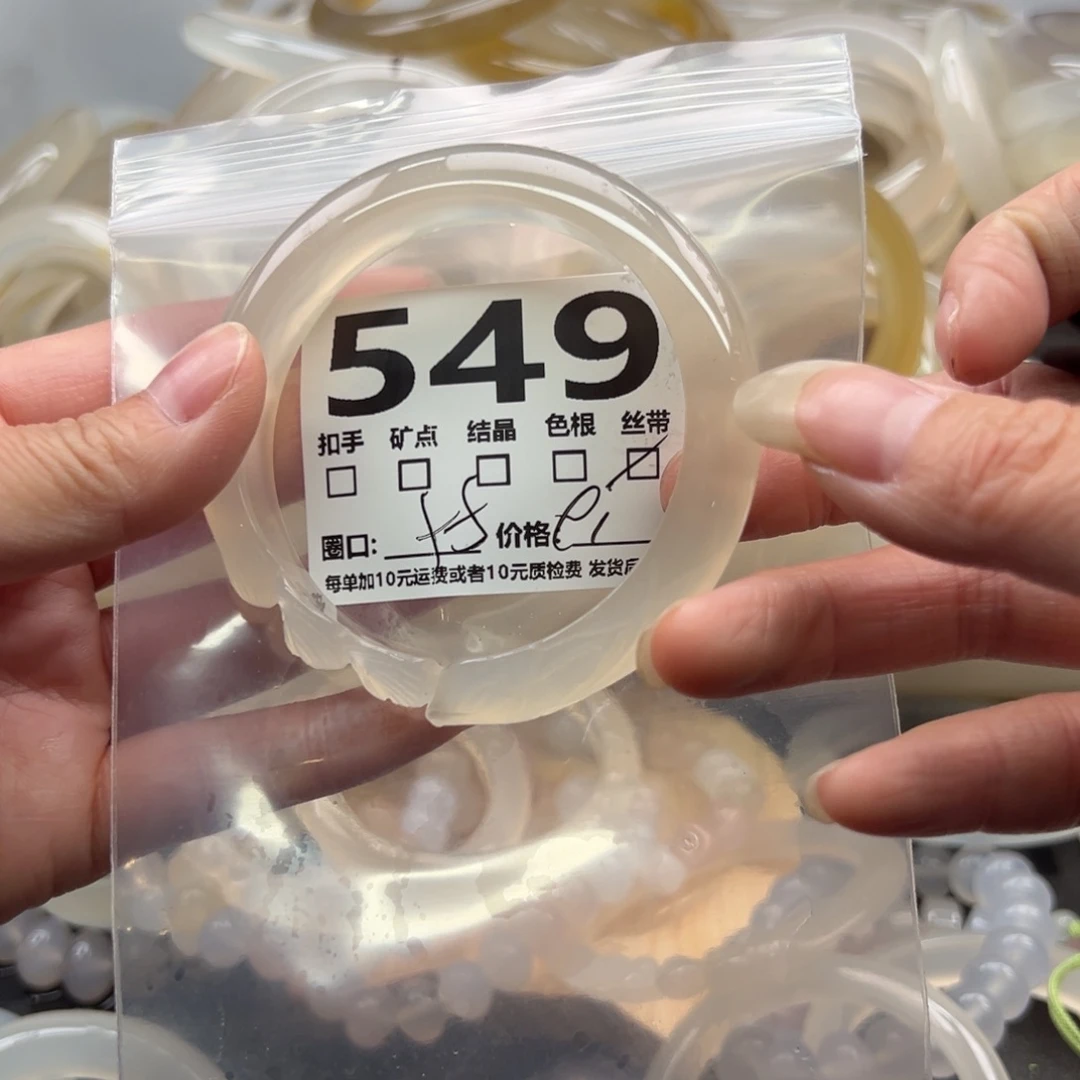 549
扣手 矿点 结晶 色根 丝带
圈口: 价格:
每单加10元运费或者10元质检费 发货后